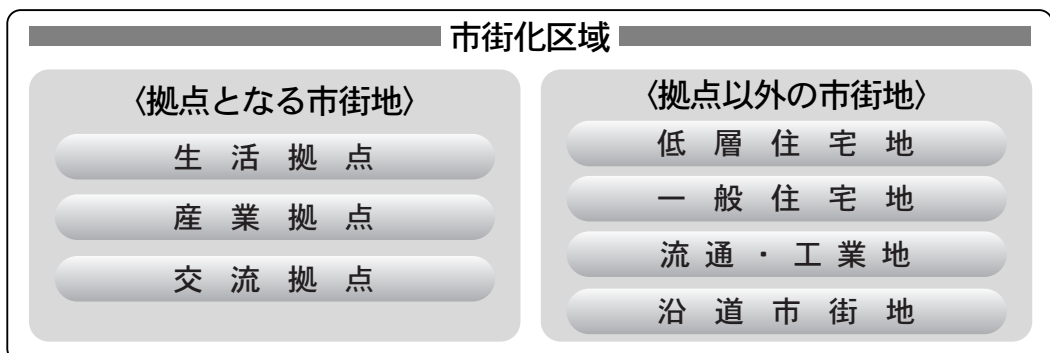 市街化区域
〈拠点となる市街地〉
生活拠点
産業拠点
交流拠点
〈拠点以外の市街地〉
低層住宅地
一般住宅地
流通・工業地
沿道市街地